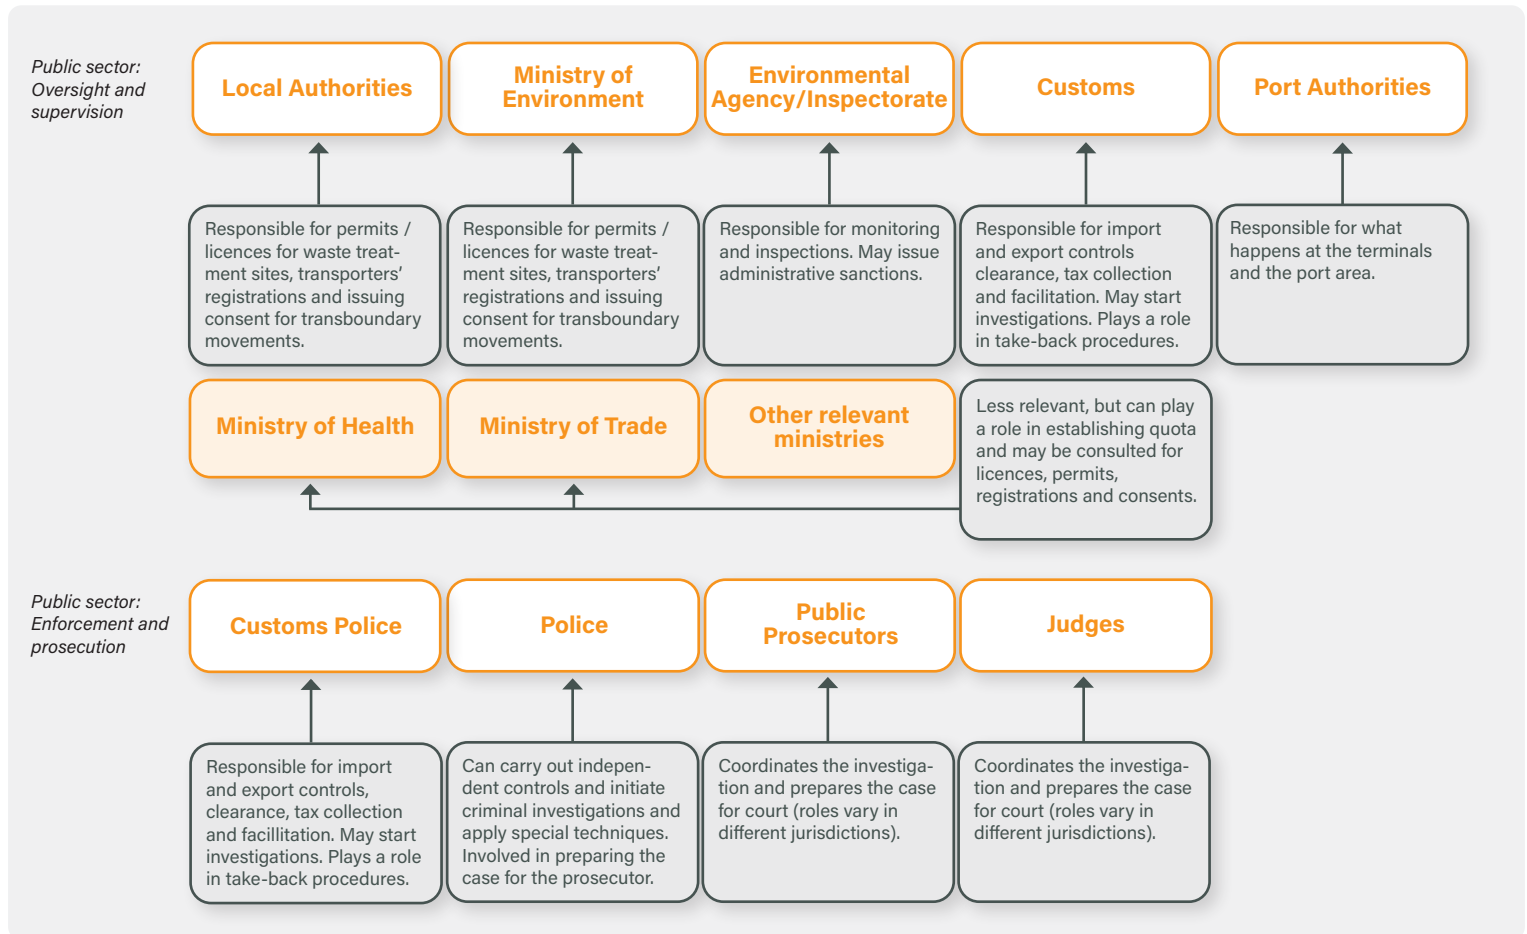 Public sector:
Oversight and
supervision
Local Authorities
Ministry of
Environment
Environmental
Agency/Inspectorate
Customs
Port Authorities
Responsible for permits /
licences for waste treat-
ment sites, transporters’
registrations and issuing
consent for transboundary
movements.
Responsible for permits /
licences for waste treat-
ment sites, transporters’
registrations and issuing
consent for transboundary
movements.
Responsible for monitoring
and inspections. May issue
administrative sanctions.
Responsible for import
and export controls
clearance, tax collection
and facilitation. May start
investigations. Plays a role
in take-back procedures.
Responsible for what
happens at the terminals
and the port area.
Ministry of Health
Ministry of Trade
Other relevant
ministries
Less relevant, but can play
a role in establishing quota
and may be consulted for
licences, permits,
registrations and consents.
Public sector:
Enforcement and
prosecution
Customs Police
Police
Public
Prosecutors
Judges
Responsible for import
and export controls,
clearance, tax collection
and facillitation. May start
investigations. Plays a role
in take-back procedures.
Can carry out indepen-
dent controls and initiate
criminal investigations and
apply special techniques.
Involved in preparing the
case for the prosecutor.
Coordinates the investiga-
tion and prepares the case
for court (roles vary in
different jurisdictions).
Coordinates the investiga-
tion and prepares the case
for court (roles vary in
different jurisdictions).